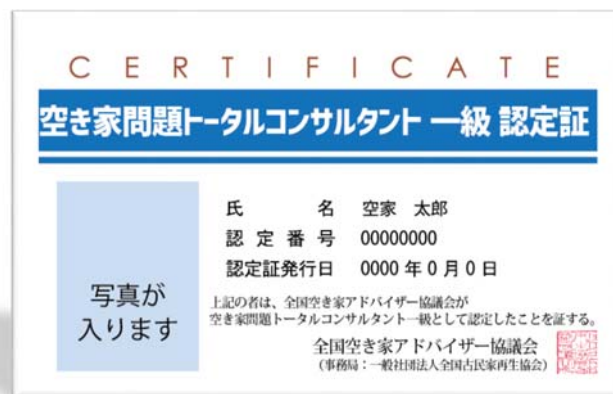 CERTIFICATE
空き家問題トータルコンサルタント 一級 認定証
氏名 空家 太郎
認定番号 00000000
認定証発行日 0000 年 0 月 0 日
写真が
入ります
上記の者は、全国空き家アドバイザー協議会が
空き家問題トータルコンサルタント一級として認定したことを証する。
全国空き家アドバイザー協議会
（事務局：一般社団法人全国古民家再生協会）